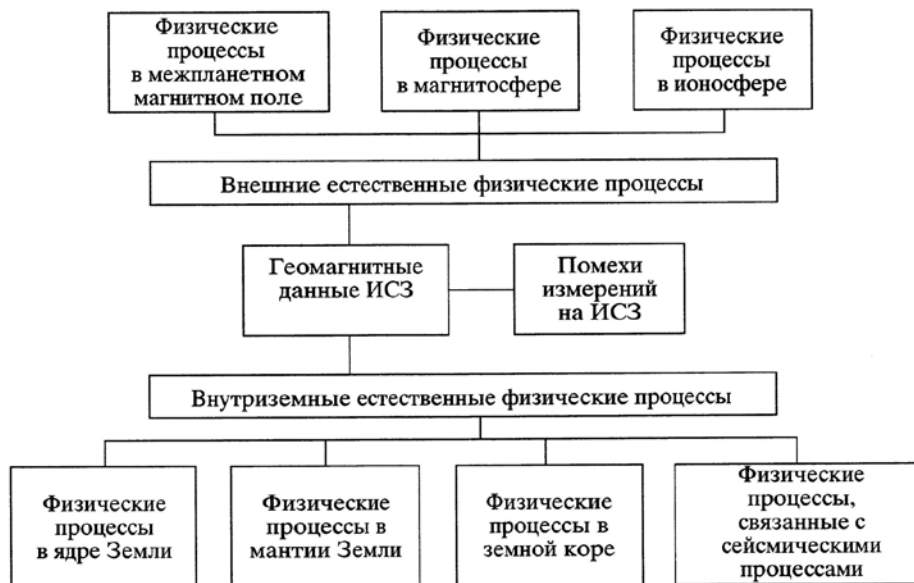 Физические
процессы
в межпланетном
магнитном поле
Физические
процессы
в магнитосфере
Физические
процессы
в ионосфере
Внешние естественные физические процессы
Геомагнитные
данные ИСЗ
Помехи
измерений
на ИСЗ
Внутриземные естественные физические процессы
Физические
процессы
в ядре Земли
Физические
процессы в
мантии Земли
Физические
процессы в
земной коре
Физические
процессы,
связанные с
сейсмическими
процессами